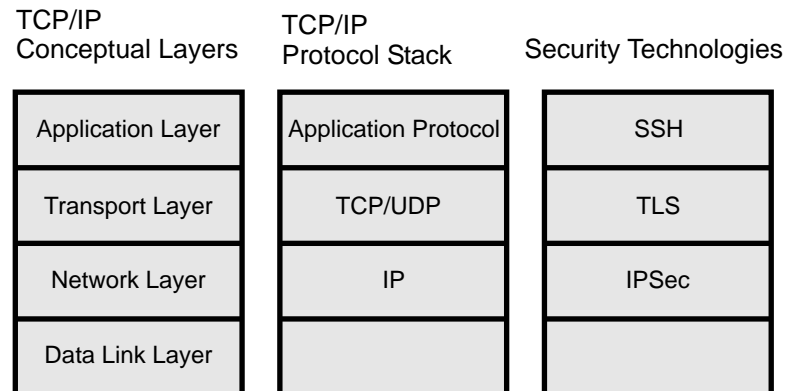 TCP/IP
Conceptual Layers
TCP/IP
Protocol Stack
Security Technologies
Application Layer
Application Protocol
SSH
Transport Layer
TCP/UDP
TLS
Network Layer
IP
IPSec
Data Link Layer